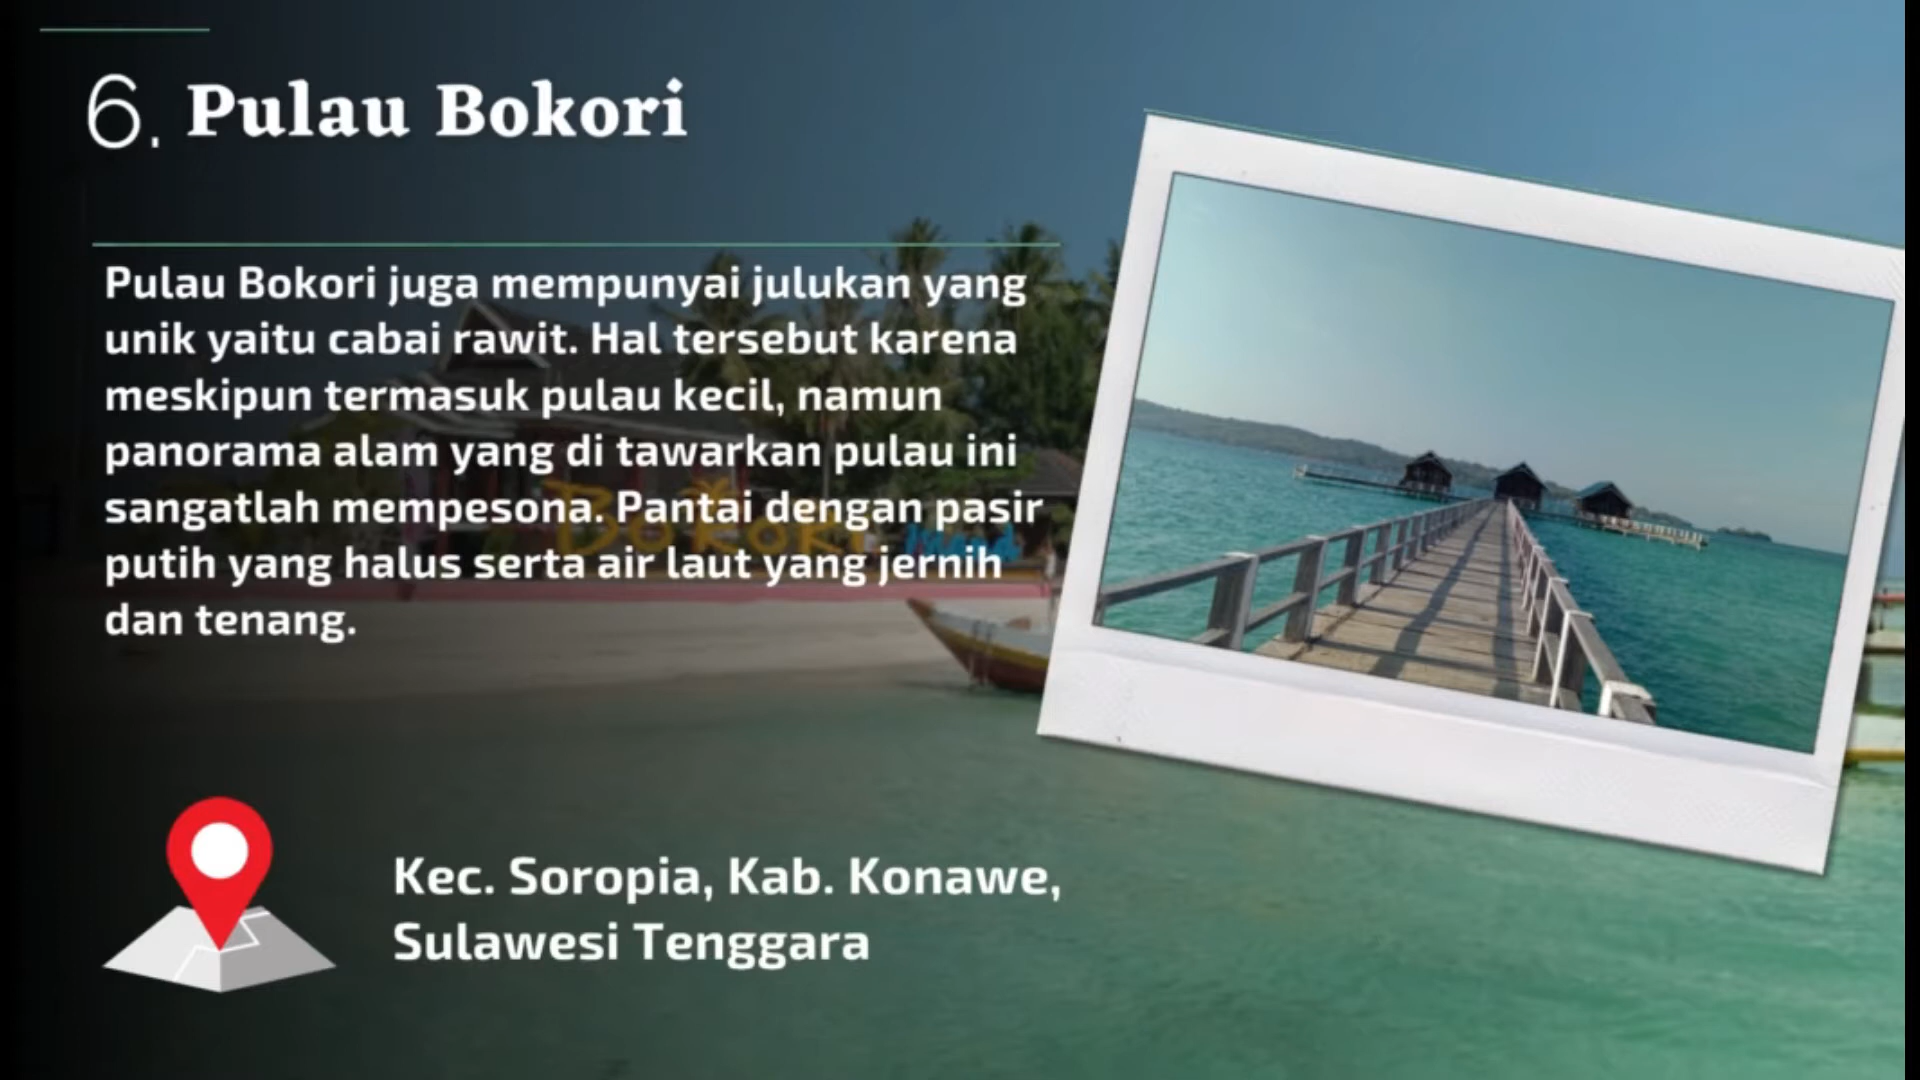 6. Pulau Bokori
Pulau Bokori juga mempunyai julukan yang
unik yaitu cabai rawit. Hal tersebut karena
meskipun termasuk pulau kecil, namun
panorama alam yang di tawarkan pulau ini
sangatlah mempesona. Pantai dengan pasir
putih yang halus serta air laut yang jernih
dan tenang.
BOKORI Island
Kec. Soropia, Kab. Konawe,
Sulawesi Tenggara